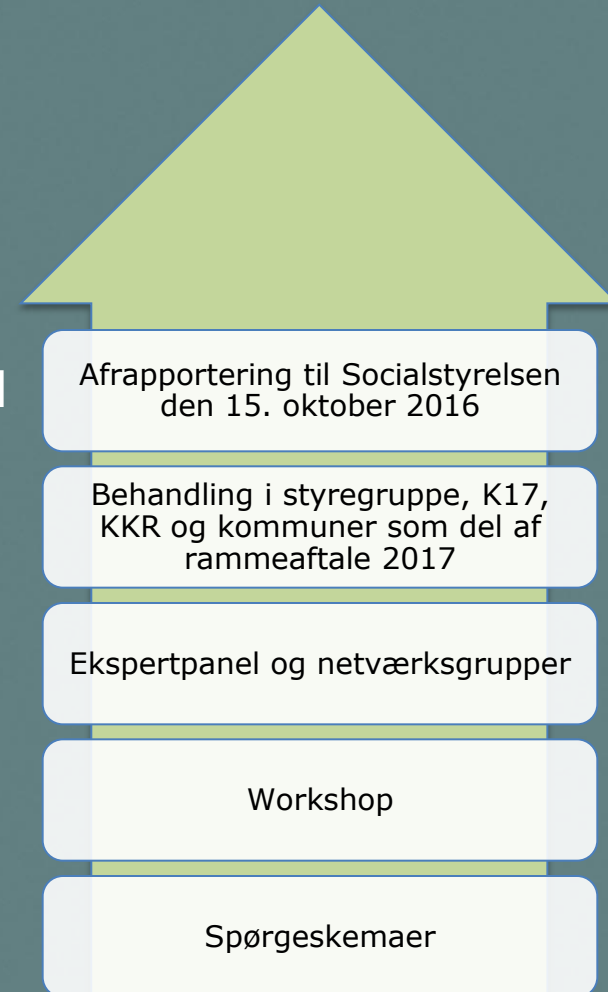 Afrapportering til Socialstyrelsen
den 15. oktober 2016
Behandling i styregruppe, K17,
KKR og kommuner som del af
rammeaftale 2017
Ekspertpanel og netværksgrupper
Workshop
Spørgeskemaer